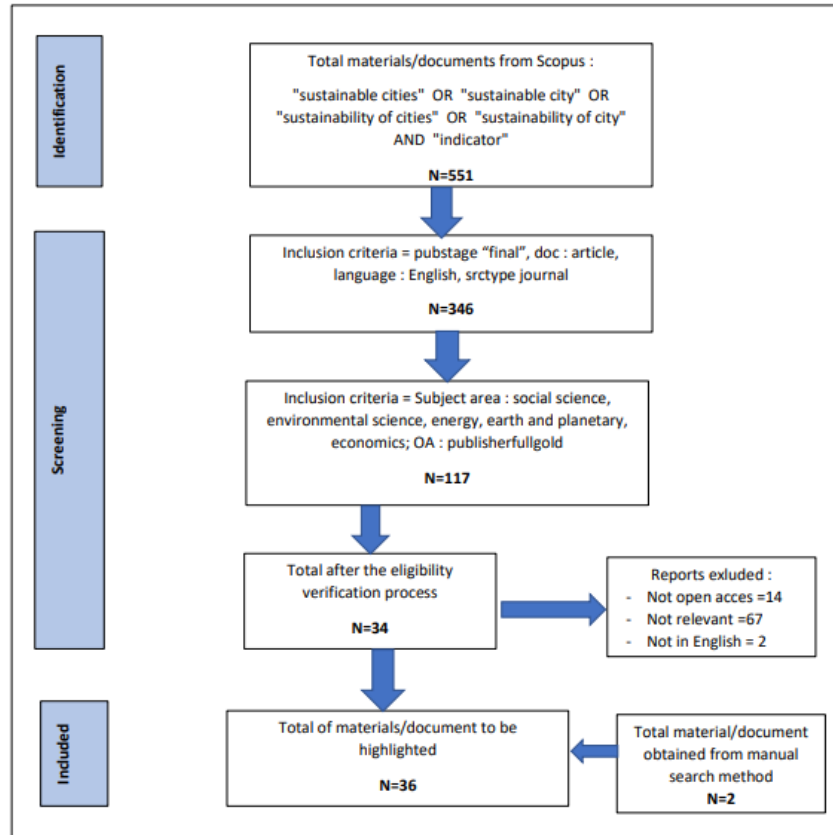 Identification
Total materials/documents from Scopus :
"sustainable cities" OR "sustainable city" OR
"sustainability of cities" OR "sustainability of city"
AND "indicator"
N=551
Screening
Inclusion criteria = pubstage “final”, doc : article,
language : English, srctype journal
N=346
Inclusion criteria = Subject area : social science,
environmental science, energy, earth and planetary,
economics; OA : publisherfullgold
N=117
Total after the eligibility
verification process
N=34
Reports exluded :
- Not open acces =14
- Not relevant =67
- Not in English = 2
Included
Total of materials/document to be
highlighted
N=36
Total material/document
obtained from manual
search method
N=2